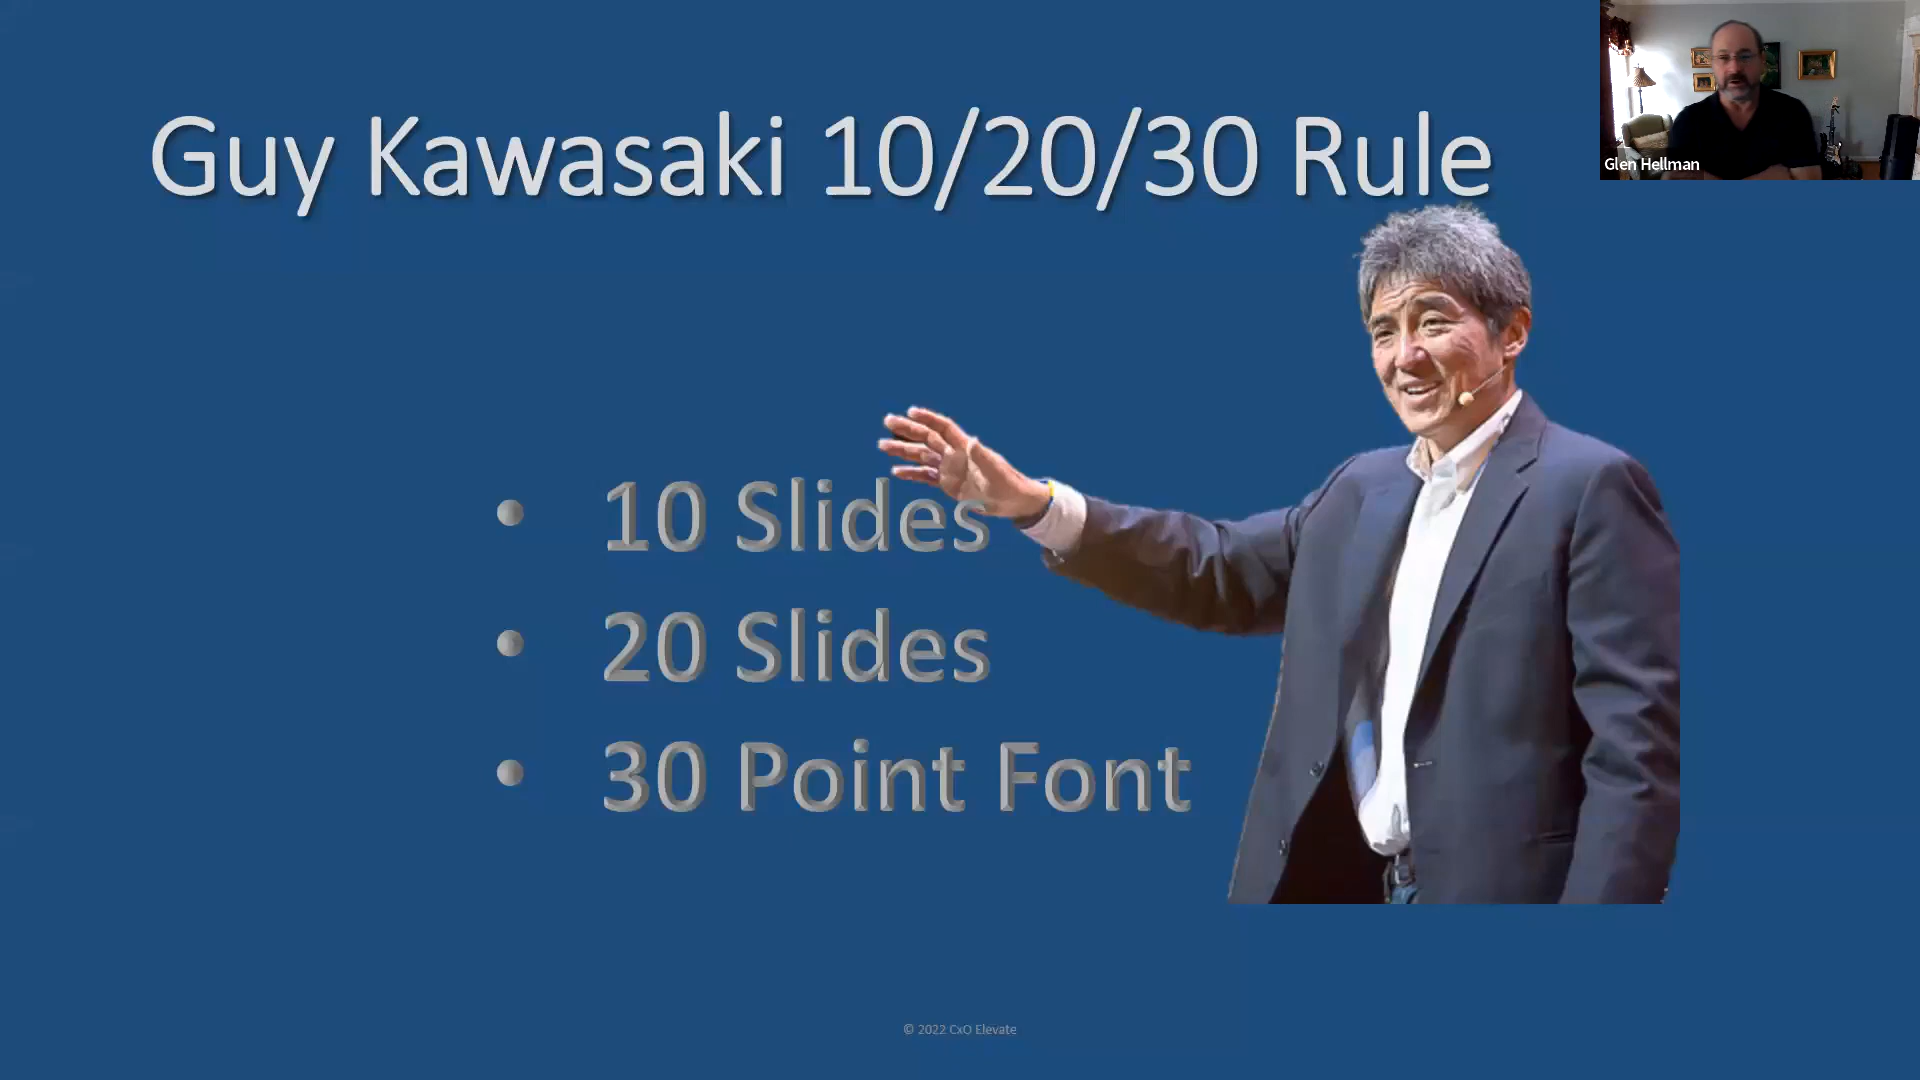 Guy Kawasaki 10/20/30 Rule
Glen Hellman
• 10 Slides
• 20 Slides
• 30 Point Font
© 2022 CxO Elevate